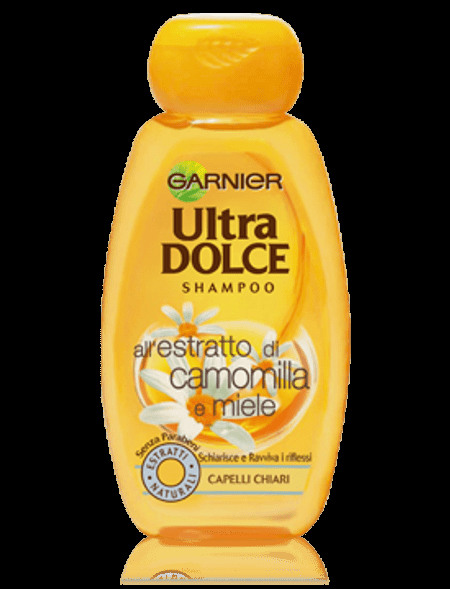 GARNIER
Ultra
DOLCE
SHAMPOO
all'estratto di
camomilla
e miele
Senza Parabeni
ESTRATTI
NATURALI
Schiarisce e Ravviva i riflessi
CAPELLI CHIARI